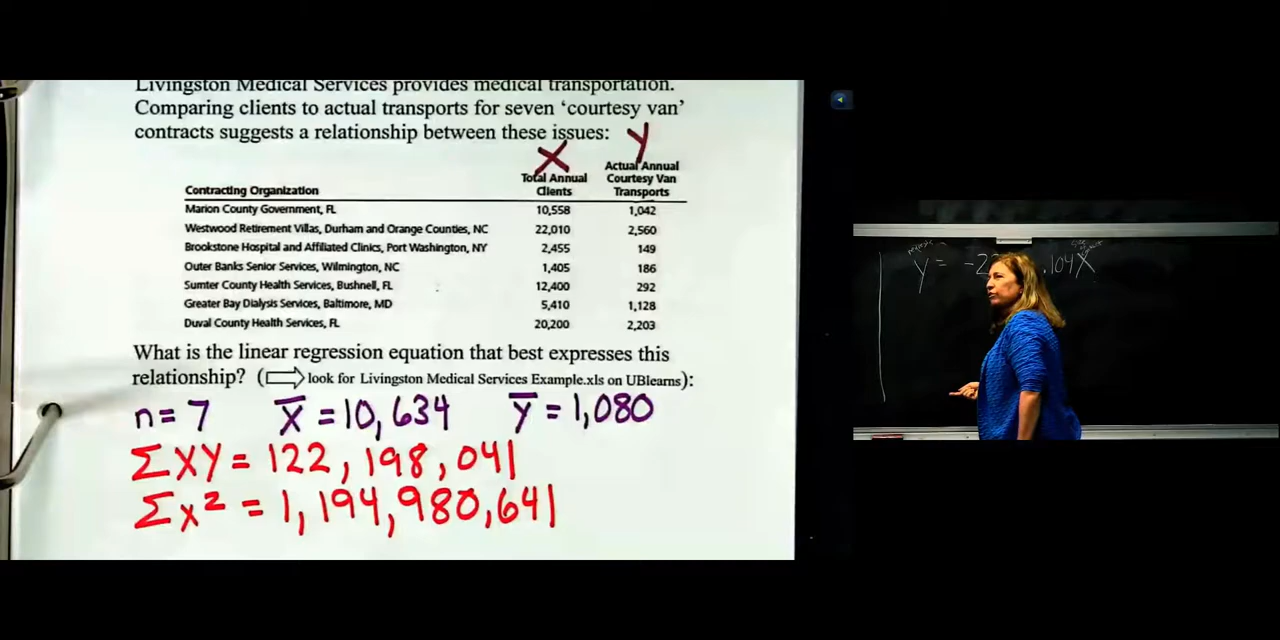 Livingston Medical Services provides medical transportation.
Comparing clients to actual transports for seven ‘courtesy van’
contracts suggests a relationship between these issues:
X Y
Contracting Organization Total Annual Clients Actual Annual Courtesy Van Transports
Marion County Government, FL 10,558 1,042
Westwood Retirement Villas, Durham and Orange Counties, NC 22,010 2,560
Brookstone Hospital and Affiliated Clinics, Port Washington, NY 2,455 149
Outer Banks Senior Services, Wilmington, NC 1,405 186
Sumter County Health Services, Bushnell, FL 12,400 292
Greater Bay Dialysis Services, Baltimore, MD 5,410 1,128
Duval County Health Services, FL 20,200 2,203
What is the linear regression equation that best expresses this
relationship? (⇨ look for Livingston Medical Services Example.xls on UBlearns):
n = 7 X̄ = 10,634 Ȳ = 1,080
ΣXY = 122,198,041
Σx² = 1,194,980,641
y = -2 .104X